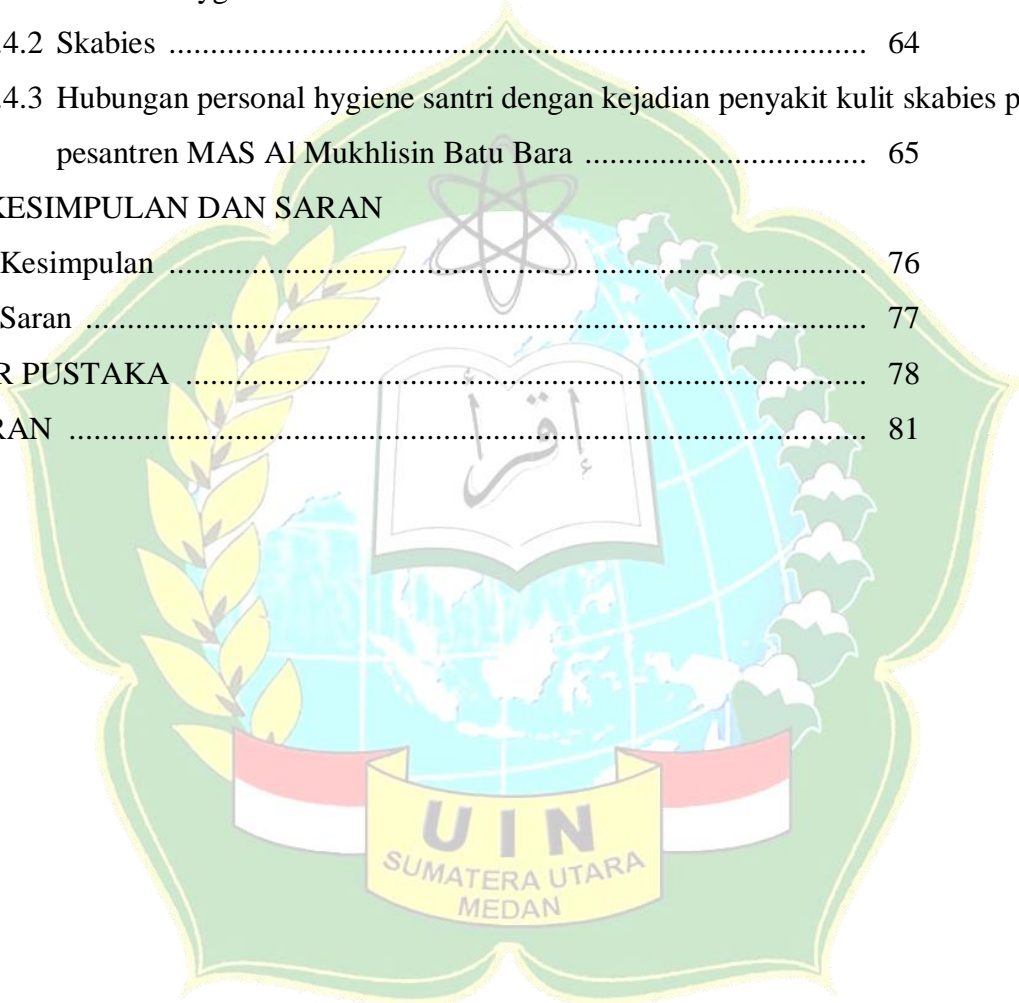 .4.2 Skabies .................................................................................... 64
.4.3 Hubungan personal hygiene santri dengan kejadian penyakit kulit skabies p
pesantren MAS Al Mukhlisin Batu Bara .................................. 65
KESIMPULAN DAN SARAN
Kesimpulan .................................................................................... 76
Saran .............................................................................................. 77
R PUSTAKA .................................................................................. 78
RAN ................................................................................................ 81
إقرأ
UIN
SUMATERA UTARA
MEDAN